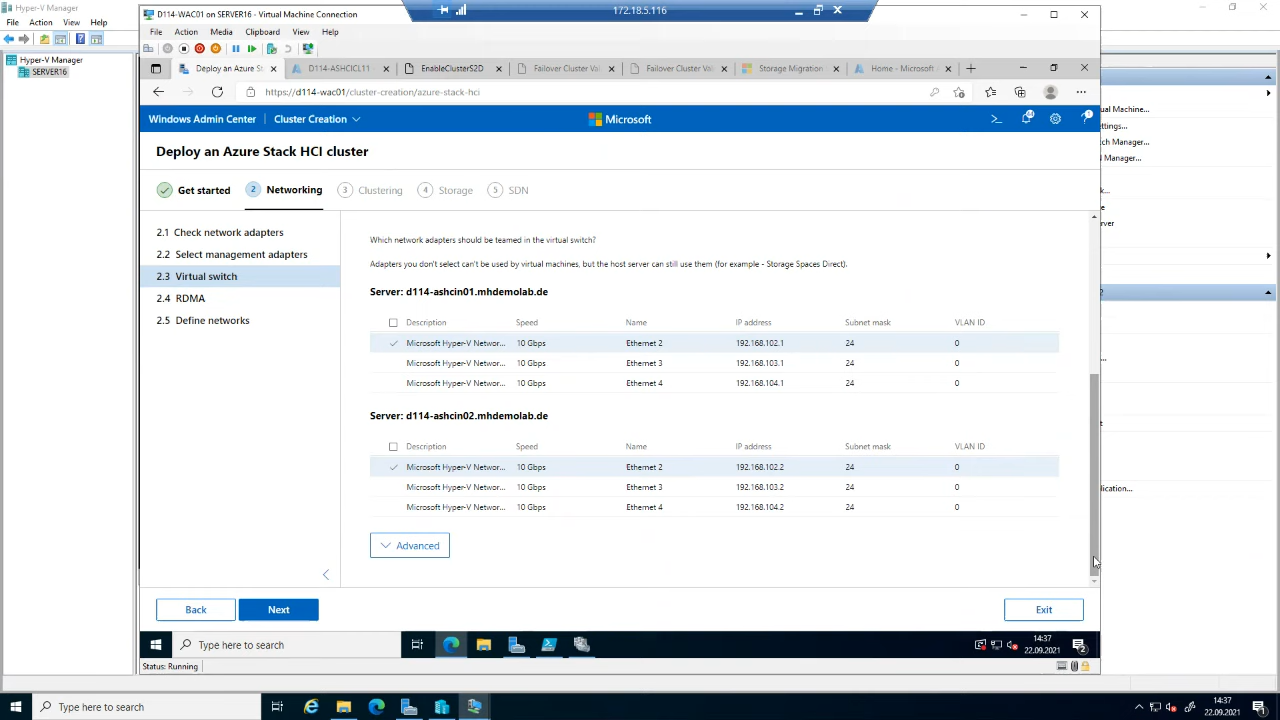 Hyper-V Manager
File Action View Help
Hyper-V Manager
SERVER16
172.18.5.116
D114-WAC01 on SERVER16 - Virtual Machine Connection
File Action Media Clipboard View Help
Deploy an Azure St
D114-ASHCICL11
EnableClusterS2D
Failover Cluster Val
Failover Cluster Val
Storage Migration
Home - Microsoft
https://d114-wac01/cluster-creation/azure-stack-hci
Windows Admin Center
Cluster Creation
Microsoft
Deploy an Azure Stack HCI cluster
Get started
2 Networking
3 Clustering
4 Storage
5 SDN
2.1 Check network adapters
2.2 Select management adapters
2.3 Virtual switch
2.4 RDMA
2.5 Define networks
Which network adapters should be teamed in the virtual switch?
Adapters you don't select can't be used by virtual machines, but the host server can still use them (for example - Storage Spaces Direct).
Server: d114-ashcin01.mhdemolab.de
Description Speed Name IP address Subnet mask VLAN ID
Microsoft Hyper-V Networ... 10 Gbps Ethernet 2 192.168.102.1 24 0
Microsoft Hyper-V Networ... 10 Gbps Ethernet 3 192.168.103.1 24 0
Microsoft Hyper-V Networ... 10 Gbps Ethernet 4 192.168.104.1 24 0
Server: d114-ashcin02.mhdemolab.de
Description Speed Name IP address Subnet mask VLAN ID
Microsoft Hyper-V Networ... 10 Gbps Ethernet 2 192.168.102.2 24 0
Microsoft Hyper-V Networ... 10 Gbps Ethernet 3 192.168.103.2 24 0
Microsoft Hyper-V Networ... 10 Gbps Ethernet 4 192.168.104.2 24 0
Advanced
Back
Next
Exit
Type here to search
14:37
22.09.2021
2
Status: Running
ual Machine...
ettings...
tch Manager...
N Manager...
erver
lication...
Type here to search
14:37
22.09.2021
1